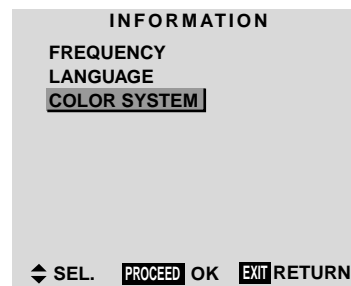 INFORMATION
FREQUENCY
LANGUAGE
COLOR SYSTEM
SEL. PROCEED OK EXIT RETURN